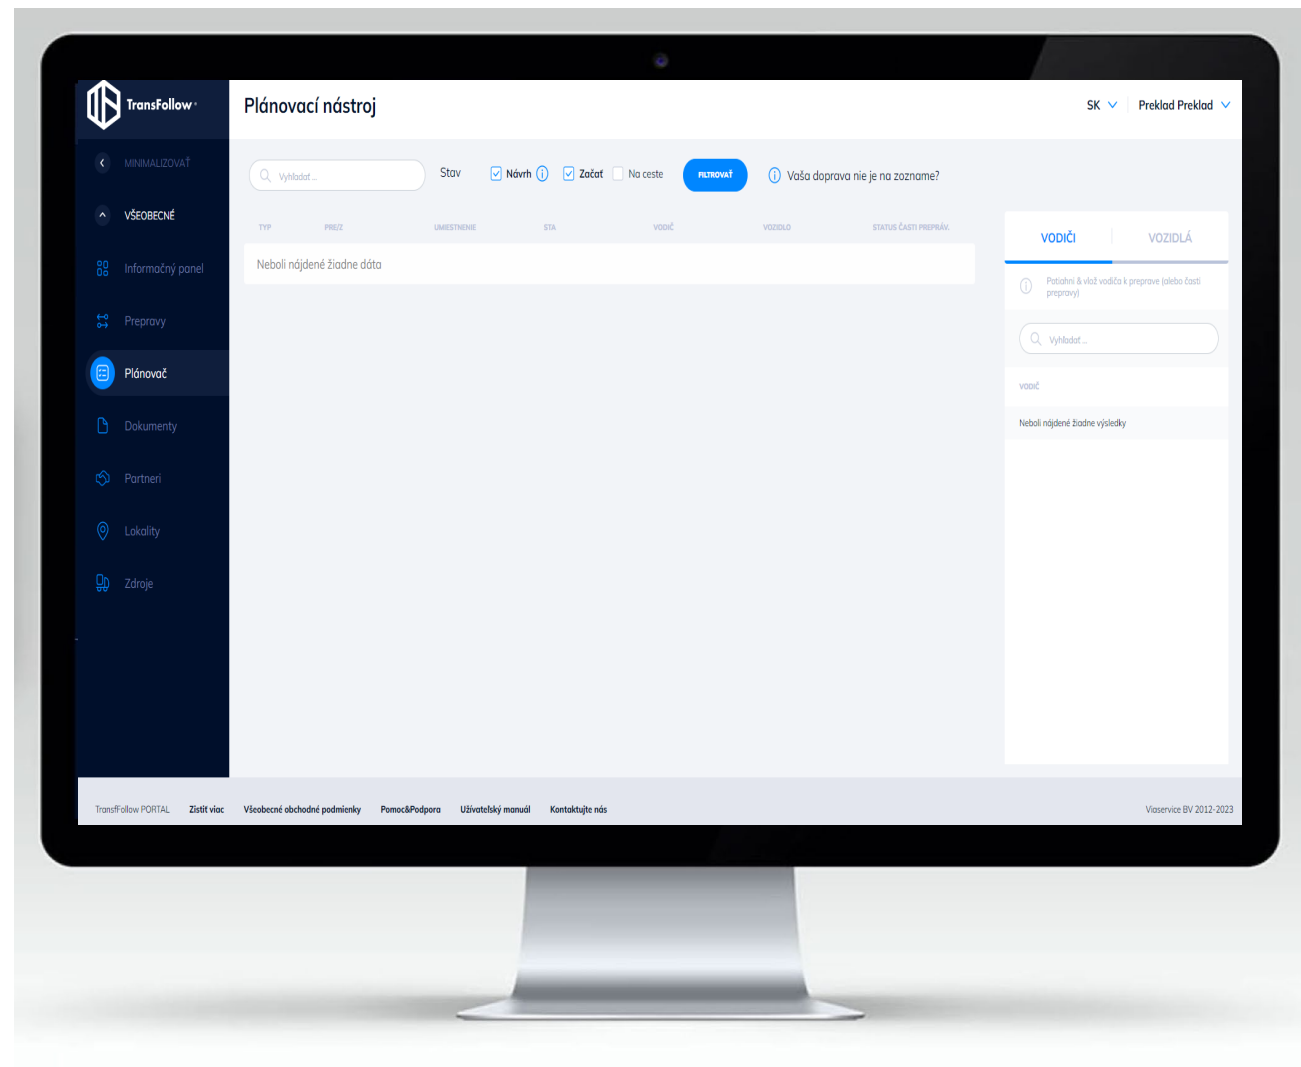 TransFollow
Plánovací nástroj
SK
Preklad Preklad
MINIMALIZOVAŤ
VŠEOBECNÉ
Informačný panel
Prepravy
Plánovač
Dokumenty
Partneri
Lokality
Zdroje
Vyhľadať ...
Stav
Návrh
Začať
Na ceste
FILTROVAŤ
Vaša doprava nie je na zozname?
TYP PRE/Z UMIESTNENIE STA VODIČ VOZIDLO STATUS ČASTI PREPRÁV.
Neboli nájdené žiadne dáta
VODIČI
VOZIDLÁ
Potiahni & vlož vodiča k preprave (alebo časti
prepravy)
Vyhľadať ...
VODIČ
Neboli nájdené žiadne výsledky
TransfFollow PORTAL Zistiť viac Všeobecné obchodné podmienky Pomoc&Podpora Užívateľský manuál Kontaktujte nás
Viaservice BV 2012-2023